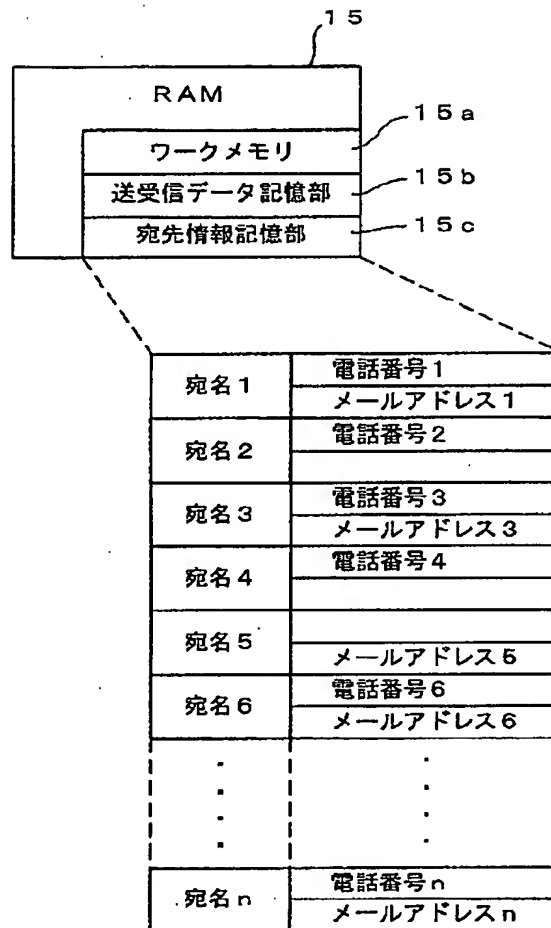 15
RAM
15a
ワークメモリ
15b
送受信データ記憶部
15c
宛先情報記憶部
宛名1
電話番号1
メールアドレス1
宛名2
電話番号2
宛名3
電話番号3
メールアドレス3
宛名4
電話番号4
宛名5
メールアドレス5
宛名6
電話番号6
メールアドレス6
宛名n
電話番号n
メールアドレスn